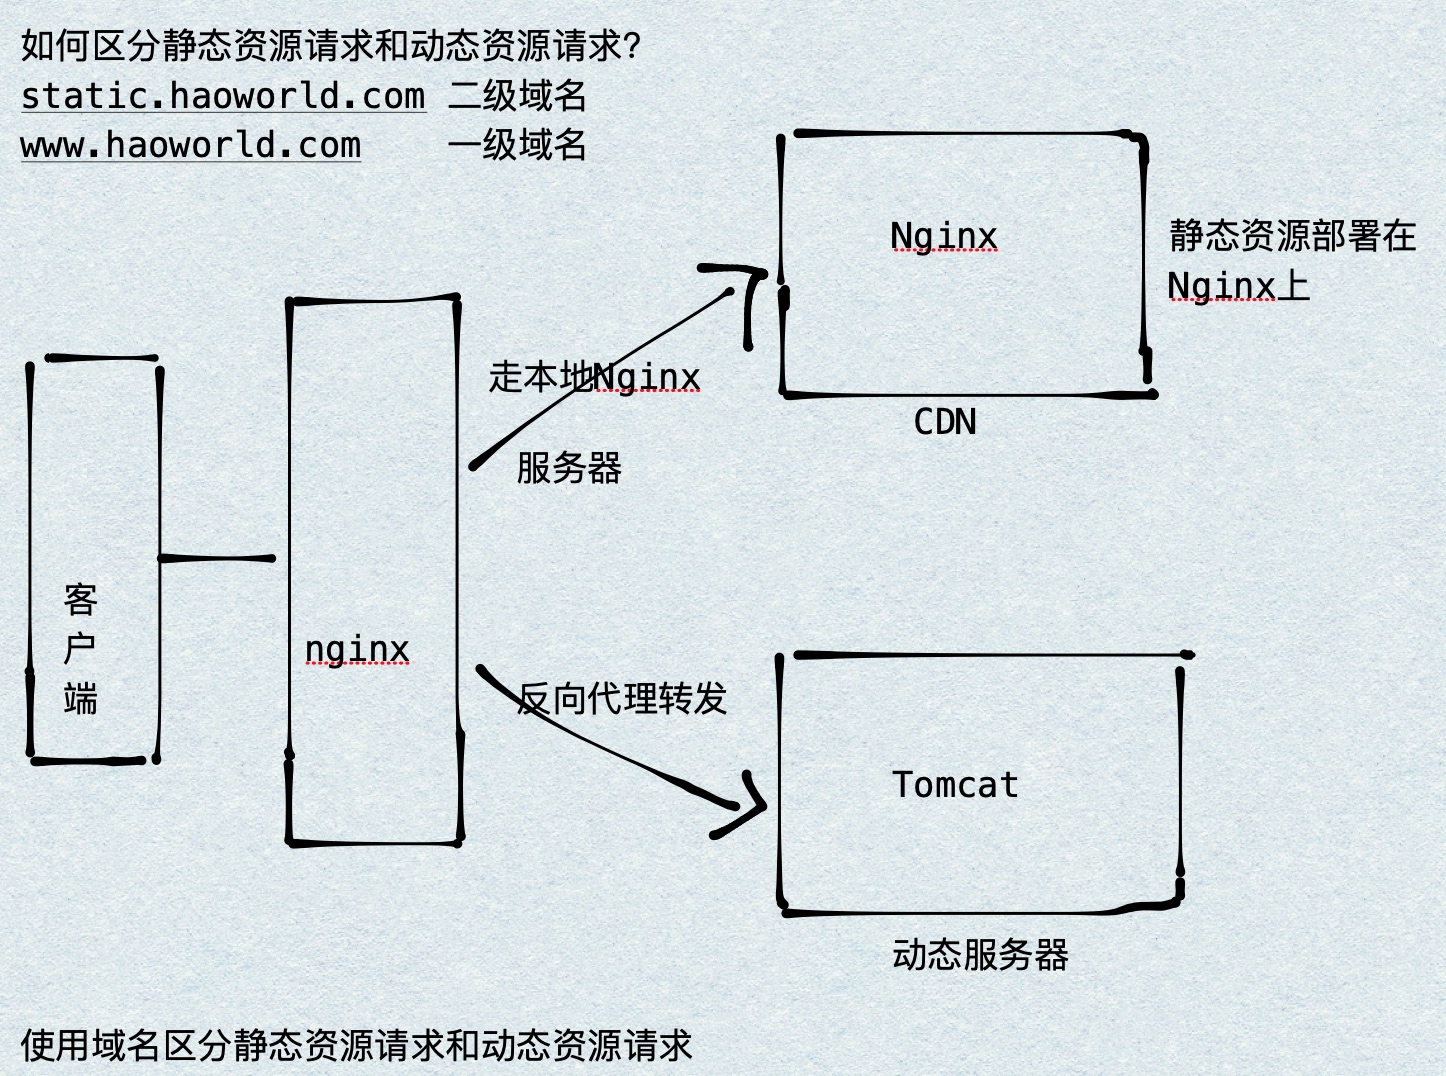 如何区分静态资源请求和动态资源请求?
static.haoworld.com 二级域名
www.haoworld.com 一级域名
Nginx
静态资源部署在
Nginx上
走本地Nginx
CDN
服务器
客
户
端
nginx
反向代理转发
Tomcat
动态服务器
使用域名区分静态资源请求和动态资源请求